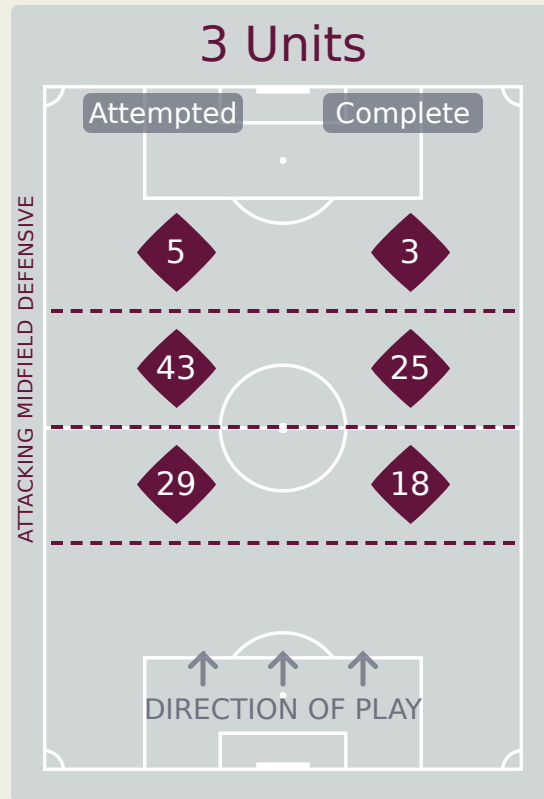 3 Units
Attempted Complete
5 3
43 25
29 18
ATTACKING MIDFIELD DEFENSIVE
DIRECTION OF PLAY